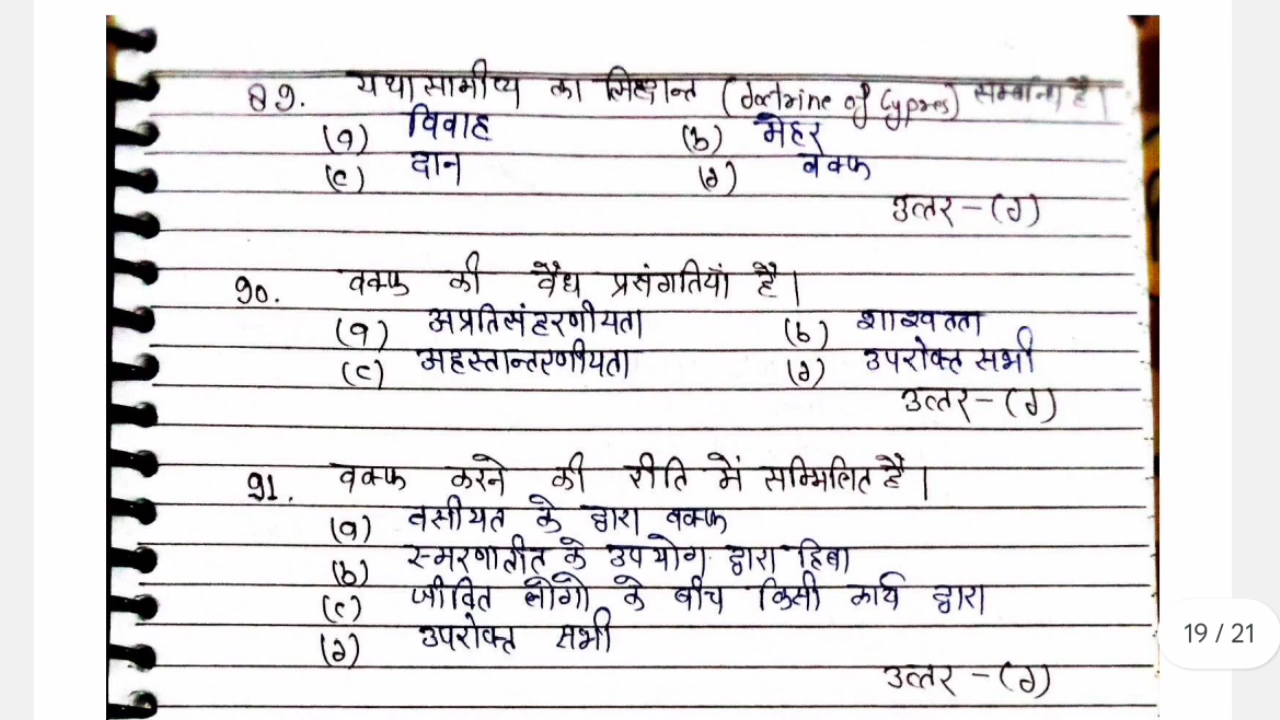 89. यथासामीप्य का सिद्धान्त (doctrine of Cypres) सम्बन्धित है।
(a) विवाह (b) मेहर
(c) दान (d) वक्फ
उत्तर – (d)
90. वक्फ की वैध प्रसंगतियाँ है।
(a) अप्रतिसंहरणीयता (b) शाश्वतता
(c) अहस्तान्तरणीयता (d) उपरोक्त सभी
उत्तर – (d)
91. वक्फ करने की रीति में सम्मिलित है।
(a) वसीयत के द्वारा वक्फ
(b) स्मरणातीत के उपयोग द्वारा हिबा
(c) जीवित लोगो के बीच किसी कार्य द्वारा
(d) उपरोक्त सभी
उत्तर – (d)
19 / 21